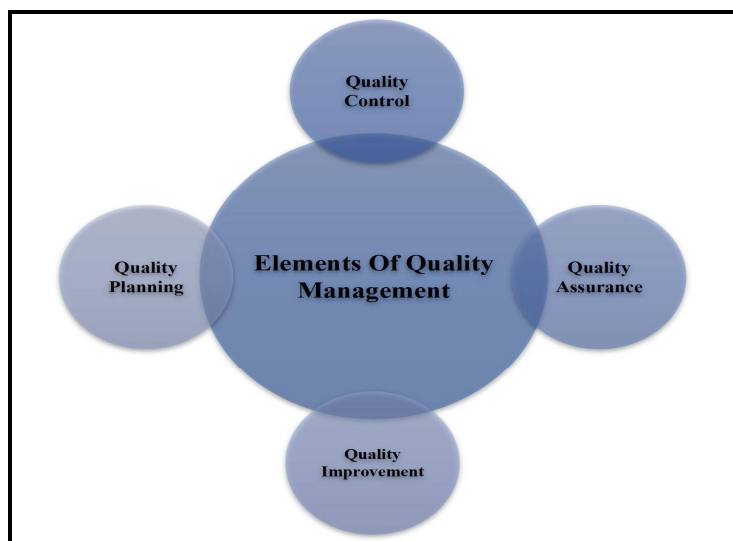 Quality
Control
Elements Of Quality
Management
Quality
Planning
Quality
Assurance
Quality
Improvement